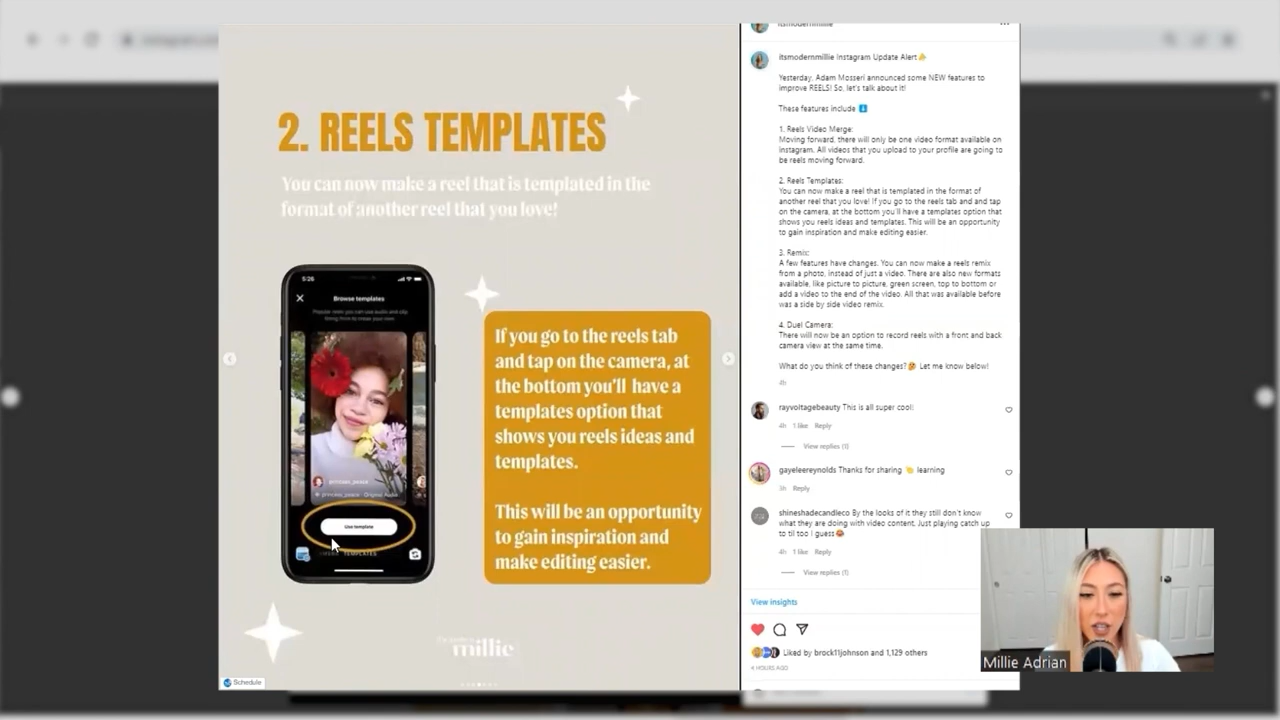 2. REELS TEMPLATES
You can now make a reel that is templated in the
format of another reel that you love!
5:26
Browse templates
princess_peace
princess_peace · Original Audio
Use template
TEMPLATES
If you go to the reels tab
and tap on the camera, at
the bottom you'll have a
templates option that
shows you reels ideas and
templates.
This will be an opportunity
to gain inspiration and
make editing easier.
millie
Schedule
itsmodernmillie
itsmodernmillie Instagram Update Alert
Yesterday, Adam Mosseri announced some NEW features to
improve REELS! So, let's talk about it!
These features include
1. Reels Video Merge:
Moving forward, there will only be one video format available on
instagram. All videos that you upload to your profile are going to
be reels moving forward.
2. Reels Templates:
You can now make a reel that is templated in the format of
another reel that you love! If you go to the reels tab and and tap
on the camera, at the bottom you'll have a templates option that
shows you reels ideas and templates. This will be an opportunity
to gain inspiration and make editing easier.
3. Remix:
A few features have changes. You can now make a reels remix
from a photo, instead of just a video. There are also new formats
available, like picture to picture, green screen, top to bottom or
add a video to the end of the video. All that was available before
was a side by side video remix.
4. Duel Camera:
There will now be an option to record reels with a front and back
camera view at the same time.
What do you think of these changes? Let me know below!
4h
rayvoltagebeauty This is all super cool!
4h 1 like Reply
View replies (1)
gayeleereynolds Thanks for sharing learning
3h Reply
shineshadecandleco By the looks of it they still don't know
what they are doing with video content. Just playing catch up
to til too I guess
4h 1 like Reply
View replies (1)
View insights
Liked by brock11johnson and 1,129 others
4 HOURS AGO
Millie Adrian